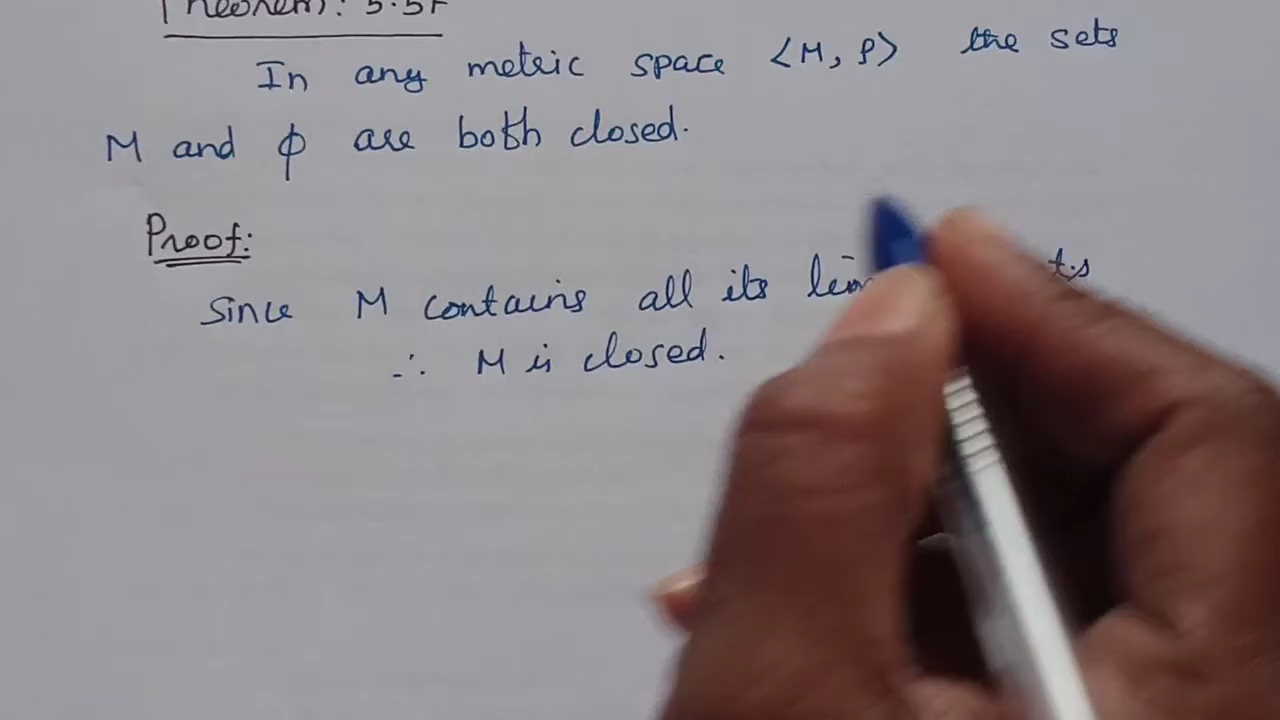 Theorem: 5.5F
In any metric space <M, ρ> the sets
M and ϕ are both closed.
Proof:
Since M contains all its
∴ M is closed.